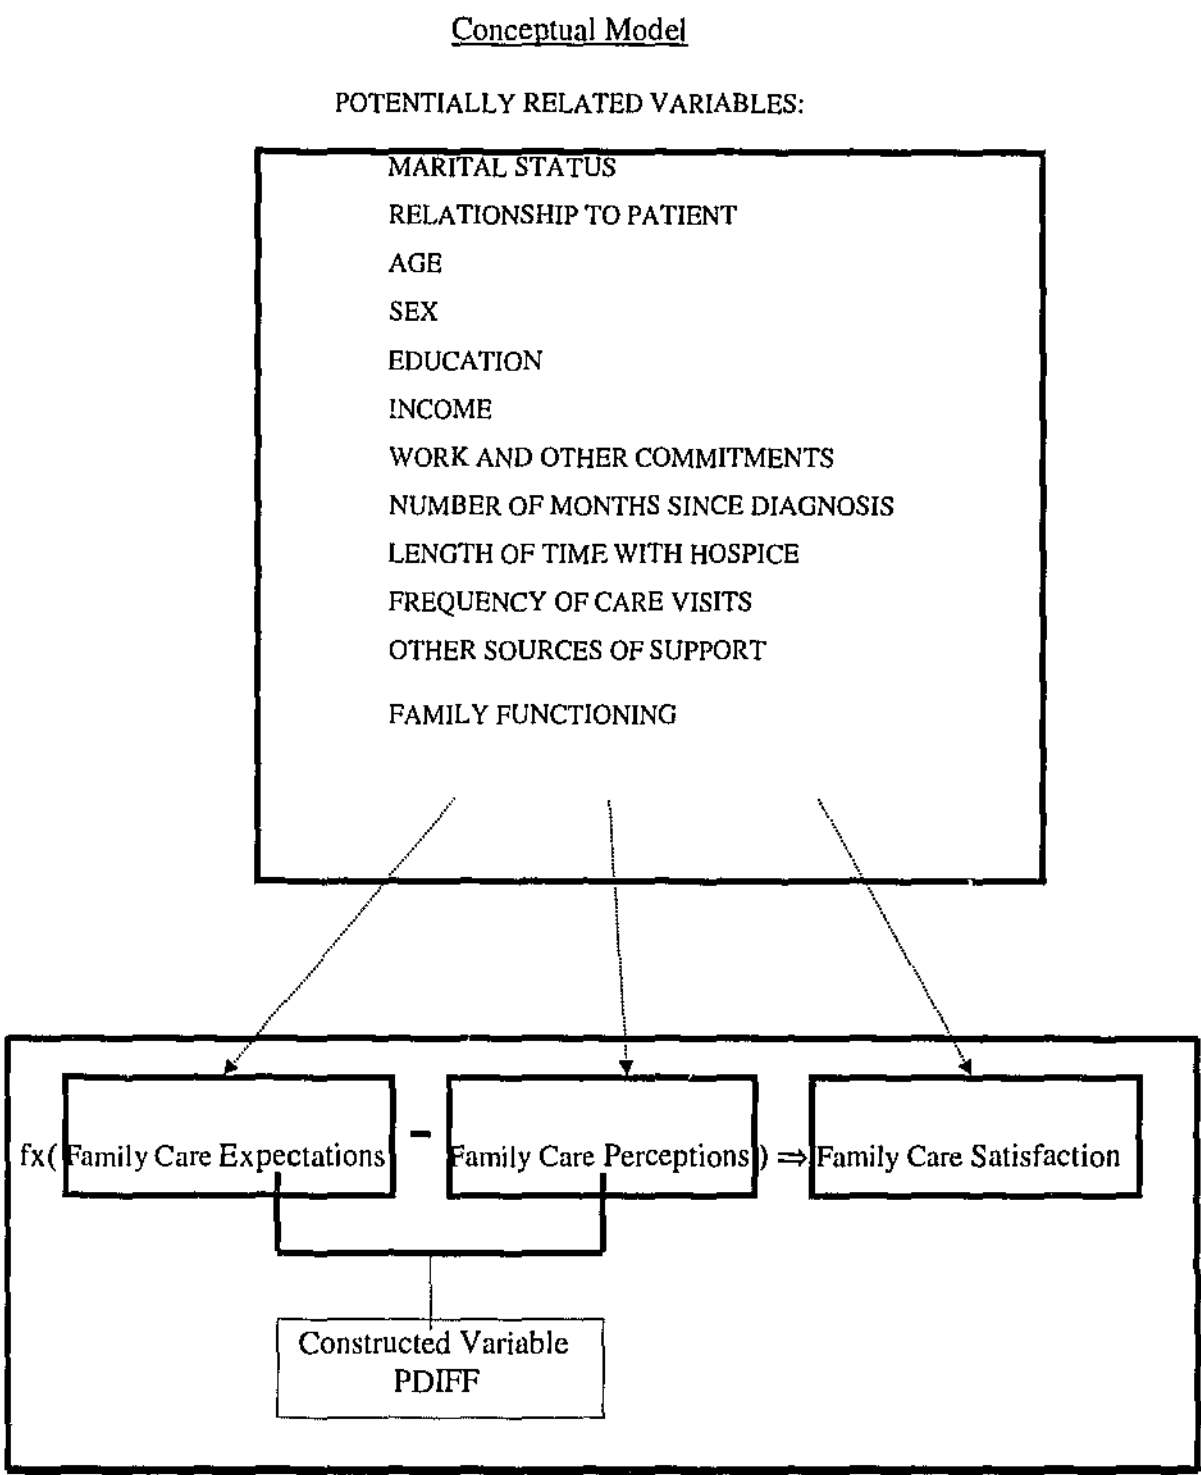 Conceptual Model
POTENTIALLY RELATED VARIABLES:
MARITAL STATUS
RELATIONSHIP TO PATIENT
AGE
SEX
EDUCATION
INCOME
WORK AND OTHER COMMITMENTS
NUMBER OF MONTHS SINCE DIAGNOSIS
LENGTH OF TIME WITH HOSPICE
FREQUENCY OF CARE VISITS
OTHER SOURCES OF SUPPORT
FAMILY FUNCTIONING
fx( Family Care Expectations - Family Care Perceptions ) ⇒ Family Care Satisfaction
Constructed Variable
PDIFF